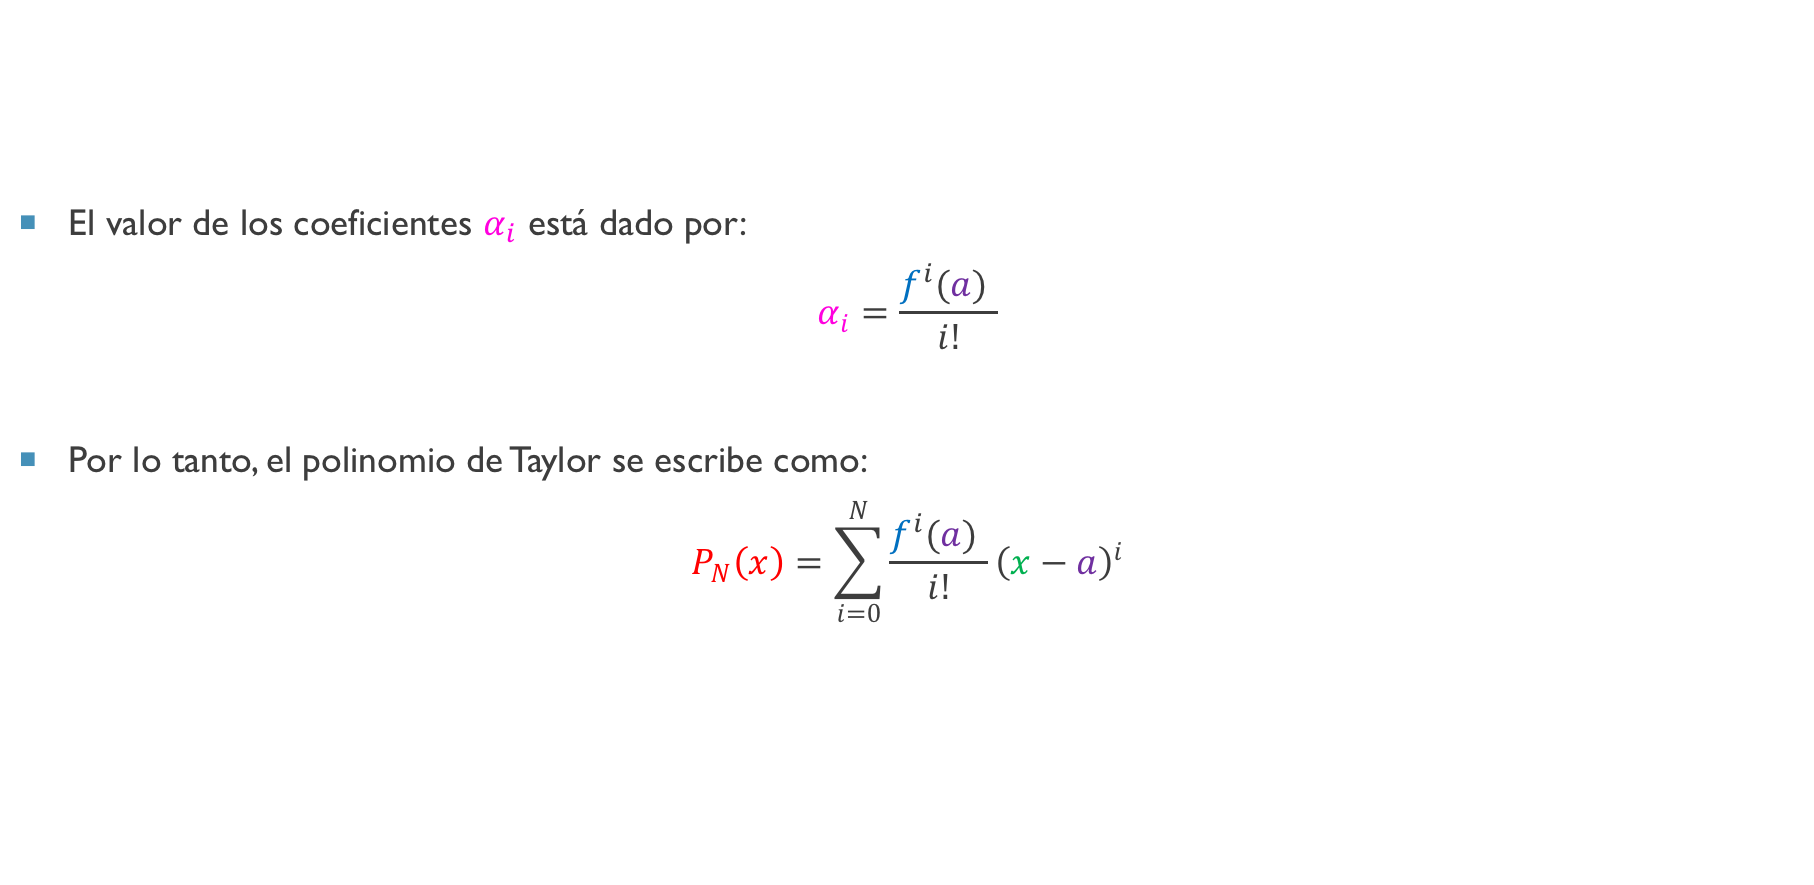 ▪ El valor de los coeficientes αᵢ está dado por:
αᵢ = fⁱ(a) / i!
▪ Por lo tanto, el polinomio de Taylor se escribe como:
P_N(x) = ∑_{i=0}^{N} fⁱ(a) / i! (x − a)ⁱ